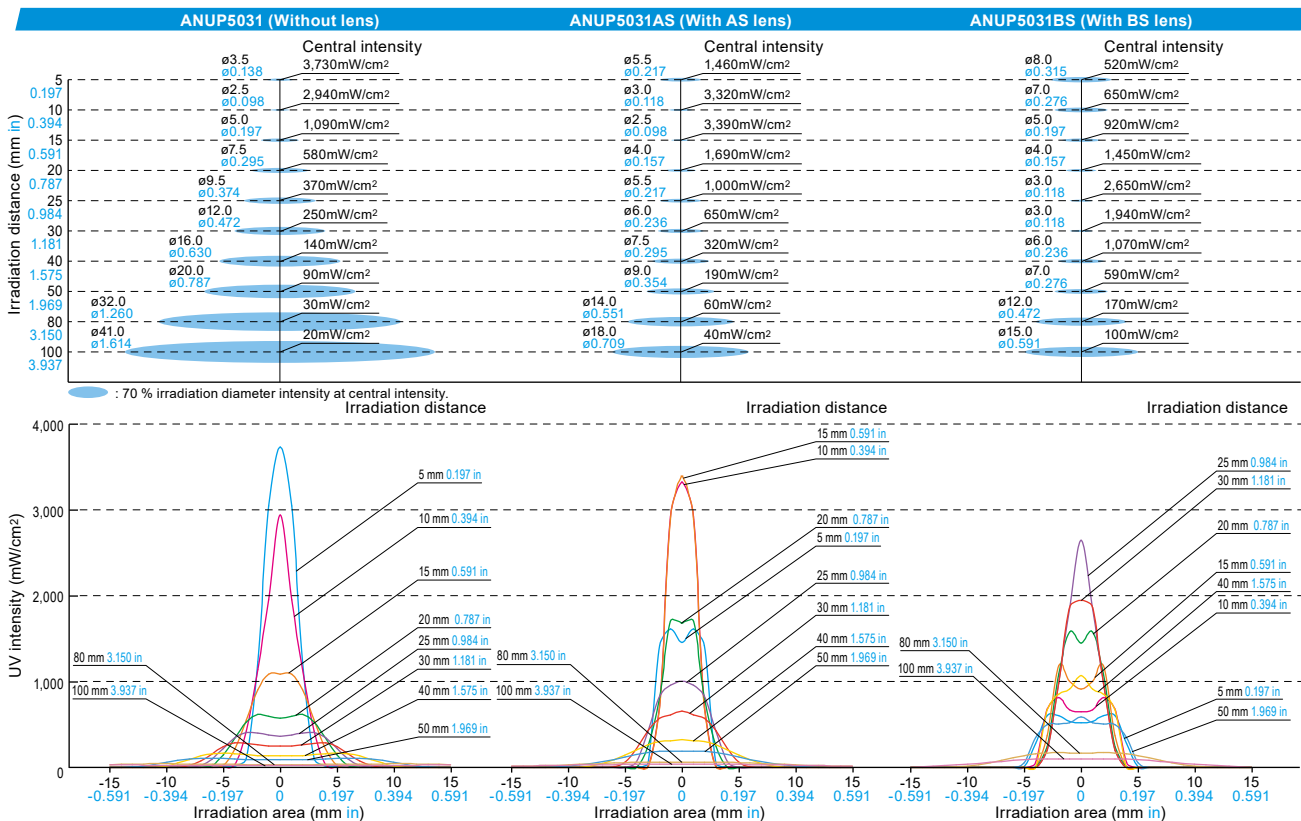 ANUP5031 (Without lens)
ANUP5031AS (With AS lens)
ANUP5031BS (With BS lens)
Irradiation distance (mm in)
5
0.197
10
0.394
15
0.591
20
0.787
25
0.984
30
1.181
40
1.575
50
1.969
80
3.150
100
3.937
Central intensity
ø3.5
ø0.138
3,730mW/cm2
ø2.5
ø0.098
2,940mW/cm2
ø5.0
ø0.197
1,090mW/cm2
ø7.5
ø0.295
580mW/cm2
ø9.5
ø0.374
370mW/cm2
ø12.0
ø0.472
250mW/cm2
ø16.0
ø0.630
140mW/cm2
ø20.0
ø0.787
90mW/cm2
ø32.0
ø1.260
30mW/cm2
ø41.0
ø1.614
20mW/cm2
Central intensity
ø5.5
ø0.217
1,460mW/cm2
ø3.0
ø0.118
3,320mW/cm2
ø2.5
ø0.098
3,390mW/cm2
ø4.0
ø0.157
1,690mW/cm2
ø5.5
ø0.217
1,000mW/cm2
ø6.0
ø0.236
650mW/cm2
ø7.5
ø0.295
320mW/cm2
ø9.0
ø0.354
190mW/cm2
ø14.0
ø0.551
60mW/cm2
ø18.0
ø0.709
40mW/cm2
Central intensity
ø8.0
ø0.315
520mW/cm2
ø7.0
ø0.276
650mW/cm2
ø5.0
ø0.197
920mW/cm2
ø4.0
ø0.157
1,450mW/cm2
ø3.0
ø0.118
2,650mW/cm2
ø3.0
ø0.118
1,940mW/cm2
ø6.0
ø0.236
1,070mW/cm2
ø7.0
ø0.276
590mW/cm2
ø12.0
ø0.472
170mW/cm2
ø15.0
ø0.591
100mW/cm2
: 70 % irradiation diameter intensity at central intensity.
UV intensity (mW/cm2)
4,000
3,000
2,000
1,000
0
Irradiation distance
5 mm 0.197 in
10 mm 0.394 in
15 mm 0.591 in
20 mm 0.787 in
25 mm 0.984 in
30 mm 1.181 in
40 mm 1.575 in
50 mm 1.969 in
80 mm 3.150 in
100 mm 3.937 in
-15 -10 -5 0 5 10 15
-0.591 -0.394 -0.197 0 0.197 0.394 0.591
Irradiation area (mm in)
Irradiation distance
15 mm 0.591 in
10 mm 0.394 in
20 mm 0.787 in
5 mm 0.197 in
25 mm 0.984 in
30 mm 1.181 in
40 mm 1.575 in
50 mm 1.969 in
80 mm 3.150 in
100 mm 3.937 in
-15 -10 -5 0 5 10 15
-0.591 -0.394 -0.197 0 0.197 0.394 0.591
Irradiation area (mm in)
Irradiation distance
25 mm 0.984 in
30 mm 1.181 in
20 mm 0.787 in
15 mm 0.591 in
40 mm 1.575 in
10 mm 0.394 in
80 mm 3.150 in
100 mm 3.937 in
5 mm 0.197 in
50 mm 1.969 in
-15 -10 -5 0 5 10 15
-0.591 -0.394 -0.197 0 0.197 0.394 0.591
Irradiation area (mm in)